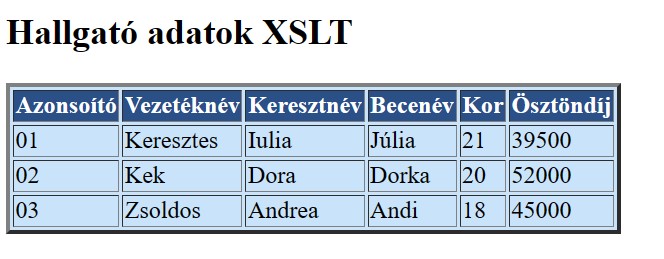 Hallgató adatok XSLT
Azonsoító Vezetéknév Keresztnév Becenév Kor Ösztöndíj
01 Keresztes Iulia Júlia 21 39500
02 Kek Dora Dorka 20 52000
03 Zsoldos Andrea Andi 18 45000